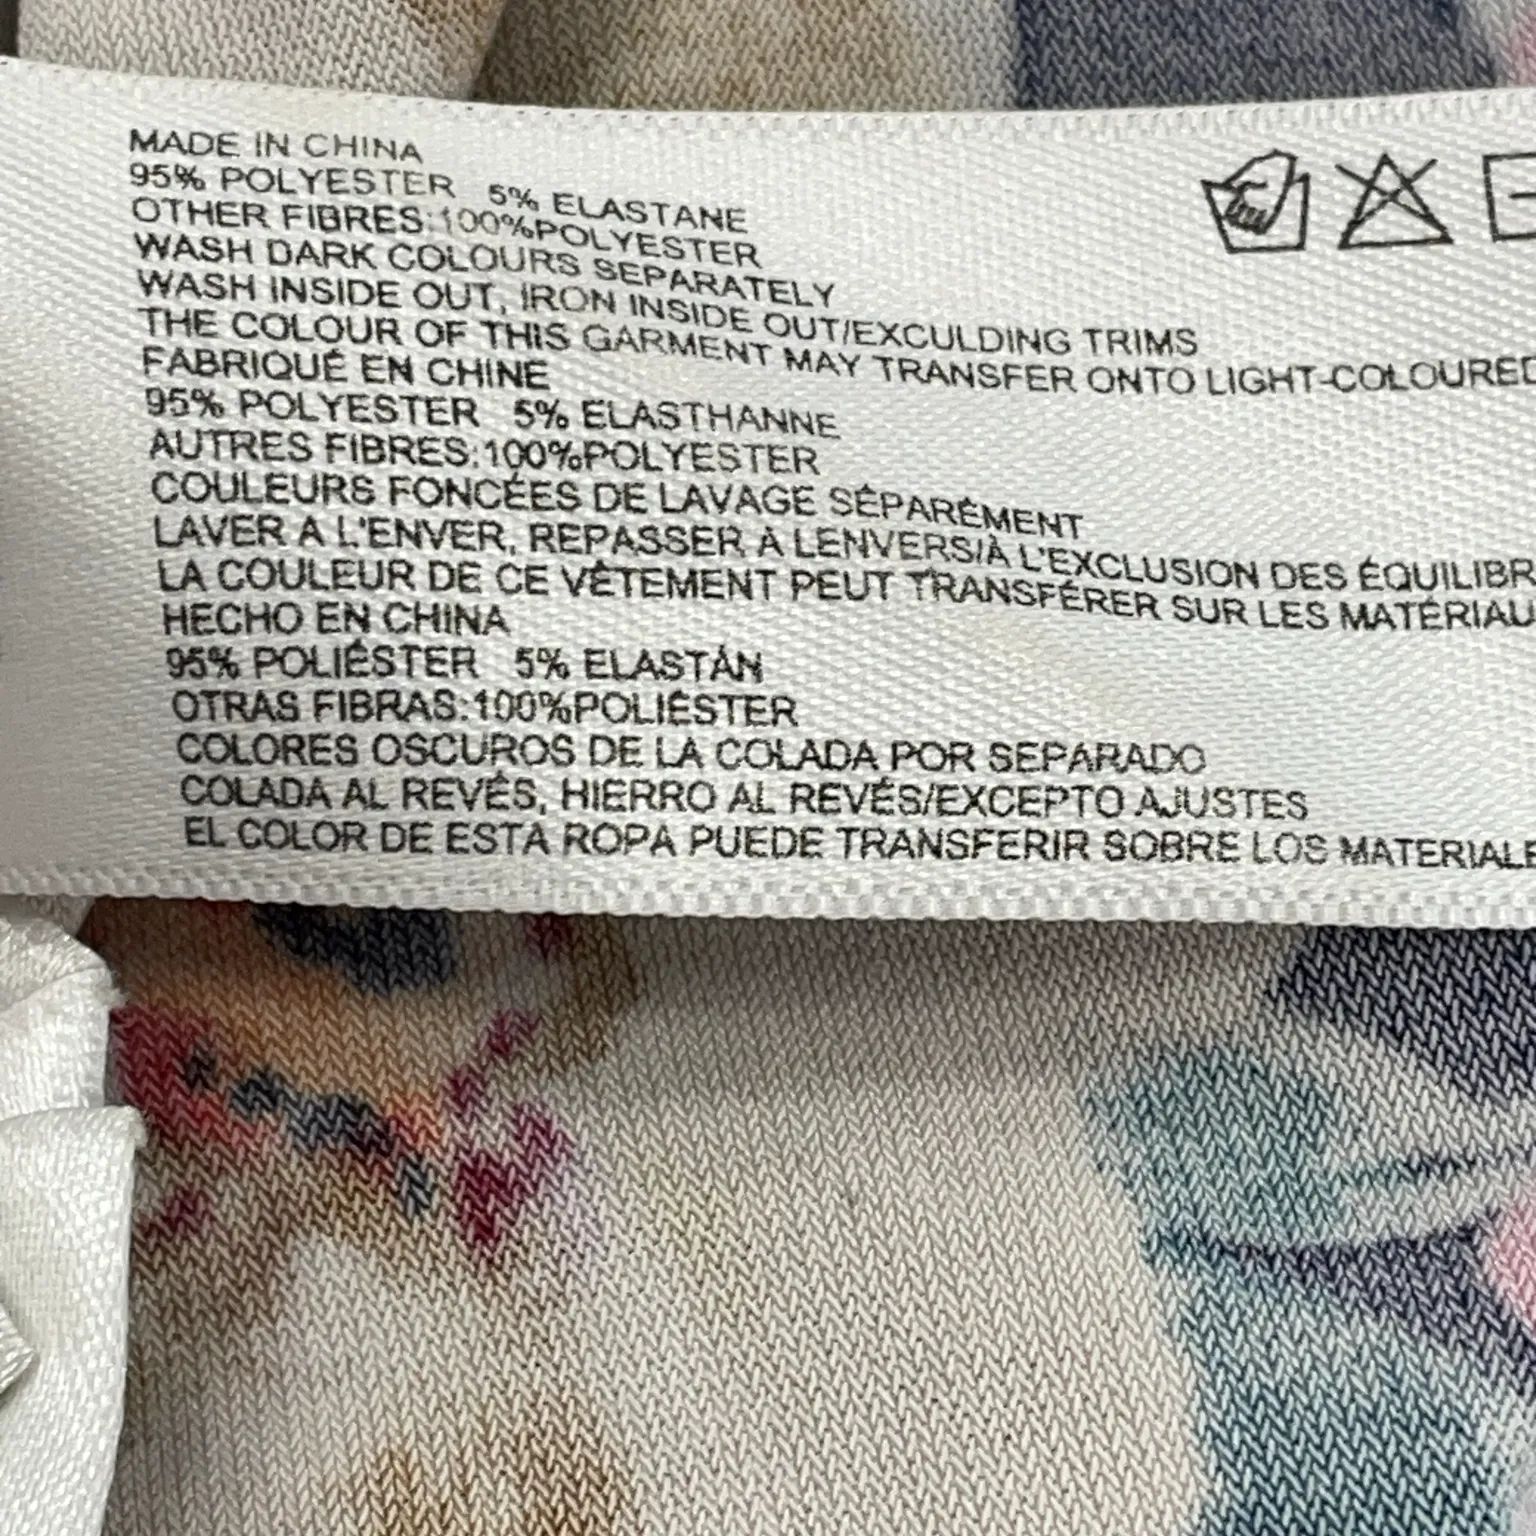 MADE IN CHINA
95% POLYESTER 5% ELASTANE
OTHER FIBRES:100%POLYESTER
WASH DARK COLOURS SEPARATELY
WASH INSIDE OUT, IRON INSIDE OUT/EXCULDING TRIMS
THE COLOUR OF THIS GARMENT MAY TRANSFER ONTO LIGHT-COLOURED
FABRIQUÉ EN CHINE
95% POLYESTER 5% ELASTHANNE
AUTRES FIBRES:100%POLYESTER
COULEURS FONCÉES DE LAVAGE SÉPARÉMENT
LAVER A L'ENVER, REPASSER À LENVERS/À L'EXCLUSION DES ÉQUILIBR
LA COULEUR DE CE VÊTEMENT PEUT TRANSFÉRER SUR LES MATÉRIAU
HECHO EN CHINA
95% POLIÉSTER 5% ELASTÁN
OTRAS FIBRAS:100%POLIÉSTER
COLORES OSCUROS DE LA COLADA POR SEPARADO
COLADA AL REVÉS, HIERRO AL REVÉS/EXCEPTO AJUSTES
EL COLOR DE ESTA ROPA PUEDE TRANSFERIR SOBRE LOS MATERIALE